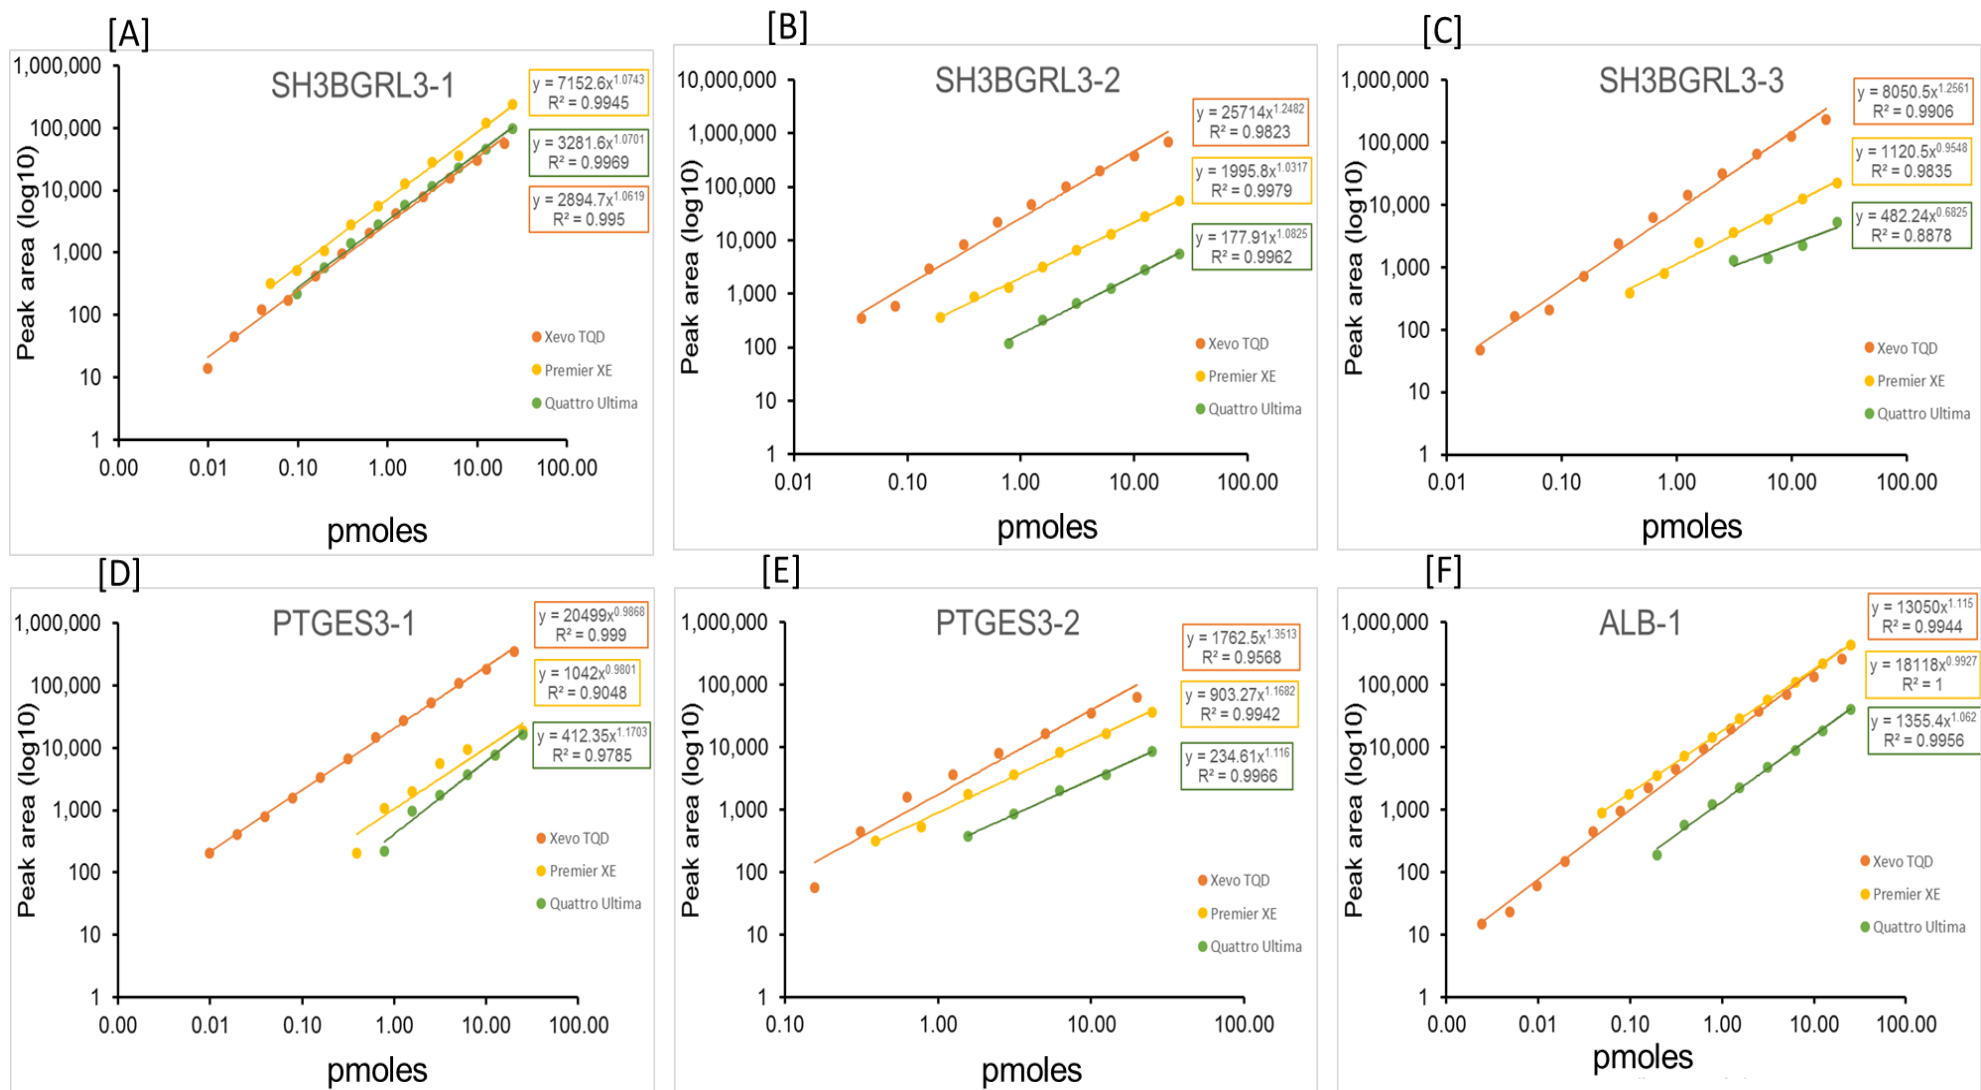 [A]
SH3BGRL3-1
Peak area (log10)
1,000,000
100,000
10,000
1,000
100
10
1
0.00 0.01 0.10 1.00 10.00 100.00
pmoles
y = 7152.6x^1.0743
R² = 0.9945
y = 3281.6x^1.0701
R² = 0.9969
y = 2894.7x^1.0619
R² = 0.995
Xevo TQD
Premier XE
Quattro Ultima
[B]
SH3BGRL3-2
Peak area (log10)
10,000,000
1,000,000
100,000
10,000
1,000
100
10
1
0.01 0.10 1.00 10.00 100.00
pmoles
y = 25714x^1.2482
R² = 0.9823
y = 1995.8x^1.0317
R² = 0.9979
y = 177.91x^1.0825
R² = 0.9962
Xevo TQD
Premier XE
Quattro Ultima
[C]
SH3BGRL3-3
Peak area (log10)
1,000,000
100,000
10,000
1,000
100
10
1
0.01 0.10 1.00 10.00 100.00
pmoles
y = 8050.5x^1.2561
R² = 0.9906
y = 1120.5x^0.9548
R² = 0.9835
y = 482.24x^0.6825
R² = 0.8878
Xevo TQD
Premier XE
Quattro Ultima
[D]
PTGES3-1
Peak area (log10)
1,000,000
100,000
10,000
1,000
100
10
1
0.00 0.01 0.10 1.00 10.00 100.00
pmoles
y = 20499x^0.9868
R² = 0.999
y = 1042x^0.9801
R² = 0.9048
y = 412.35x^1.1703
R² = 0.9785
Xevo TQD
Premier XE
Quattro Ultima
[E]
PTGES3-2
Peak area (log10)
1,000,000
100,000
10,000
1,000
100
10
1
0.10 1.00 10.00 100.00
pmoles
y = 1762.5x^1.3513
R² = 0.9568
y = 903.27x^1.1682
R² = 0.9942
y = 234.61x^1.116
R² = 0.9966
Xevo TQD
Premier XE
Quattro Ultima
[F]
ALB-1
Peak area (log10)
1,000,000
100,000
10,000
1,000
100
10
1
0.00 0.01 0.10 1.00 10.00 100.00
pmoles
y = 13050x^1.115
R² = 0.9944
y = 18118x^0.9927
R² = 1
y = 1355.4x^1.062
R² = 0.9956
Xevo TQD
Premier XE
Quattro Ultima